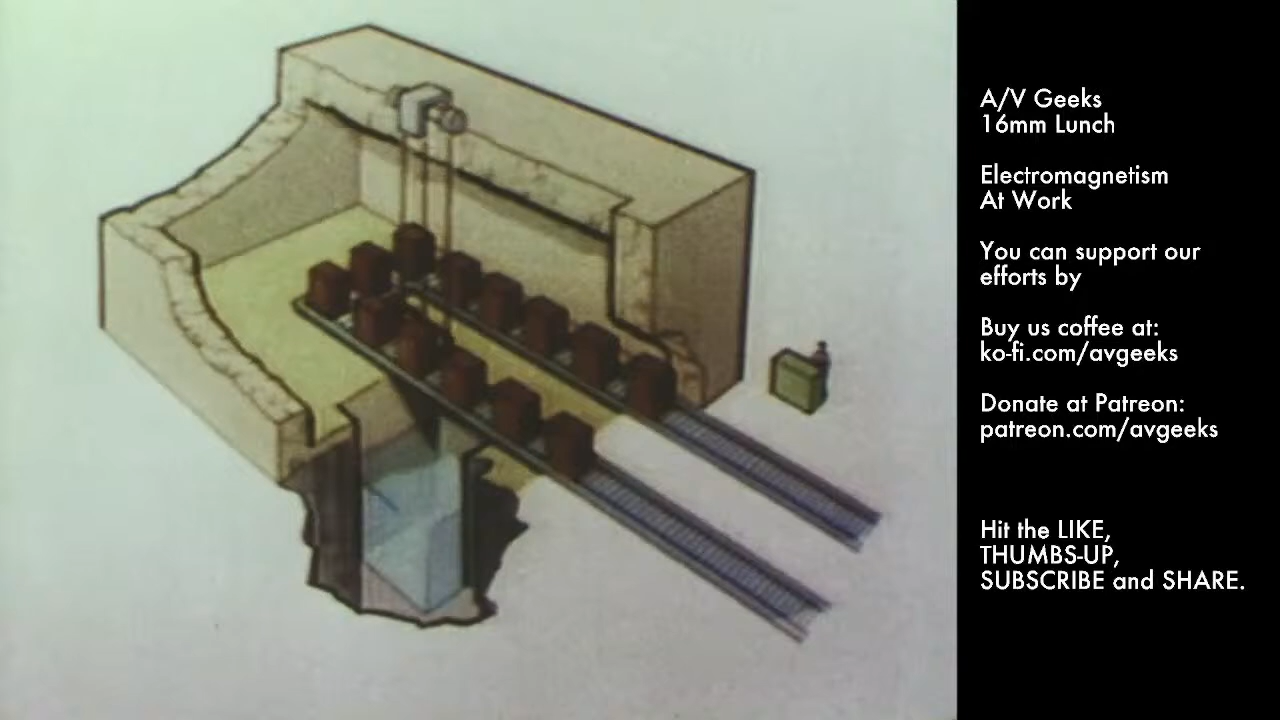 A/V Geeks
16mm Lunch
Electromagnetism
At Work
You can support our
efforts by
Buy us coffee at:
ko-fi.com/avgeeks
Donate at Patreon:
patreon.com/avgeeks
Hit the LIKE,
THUMBS-UP,
SUBSCRIBE and SHARE.